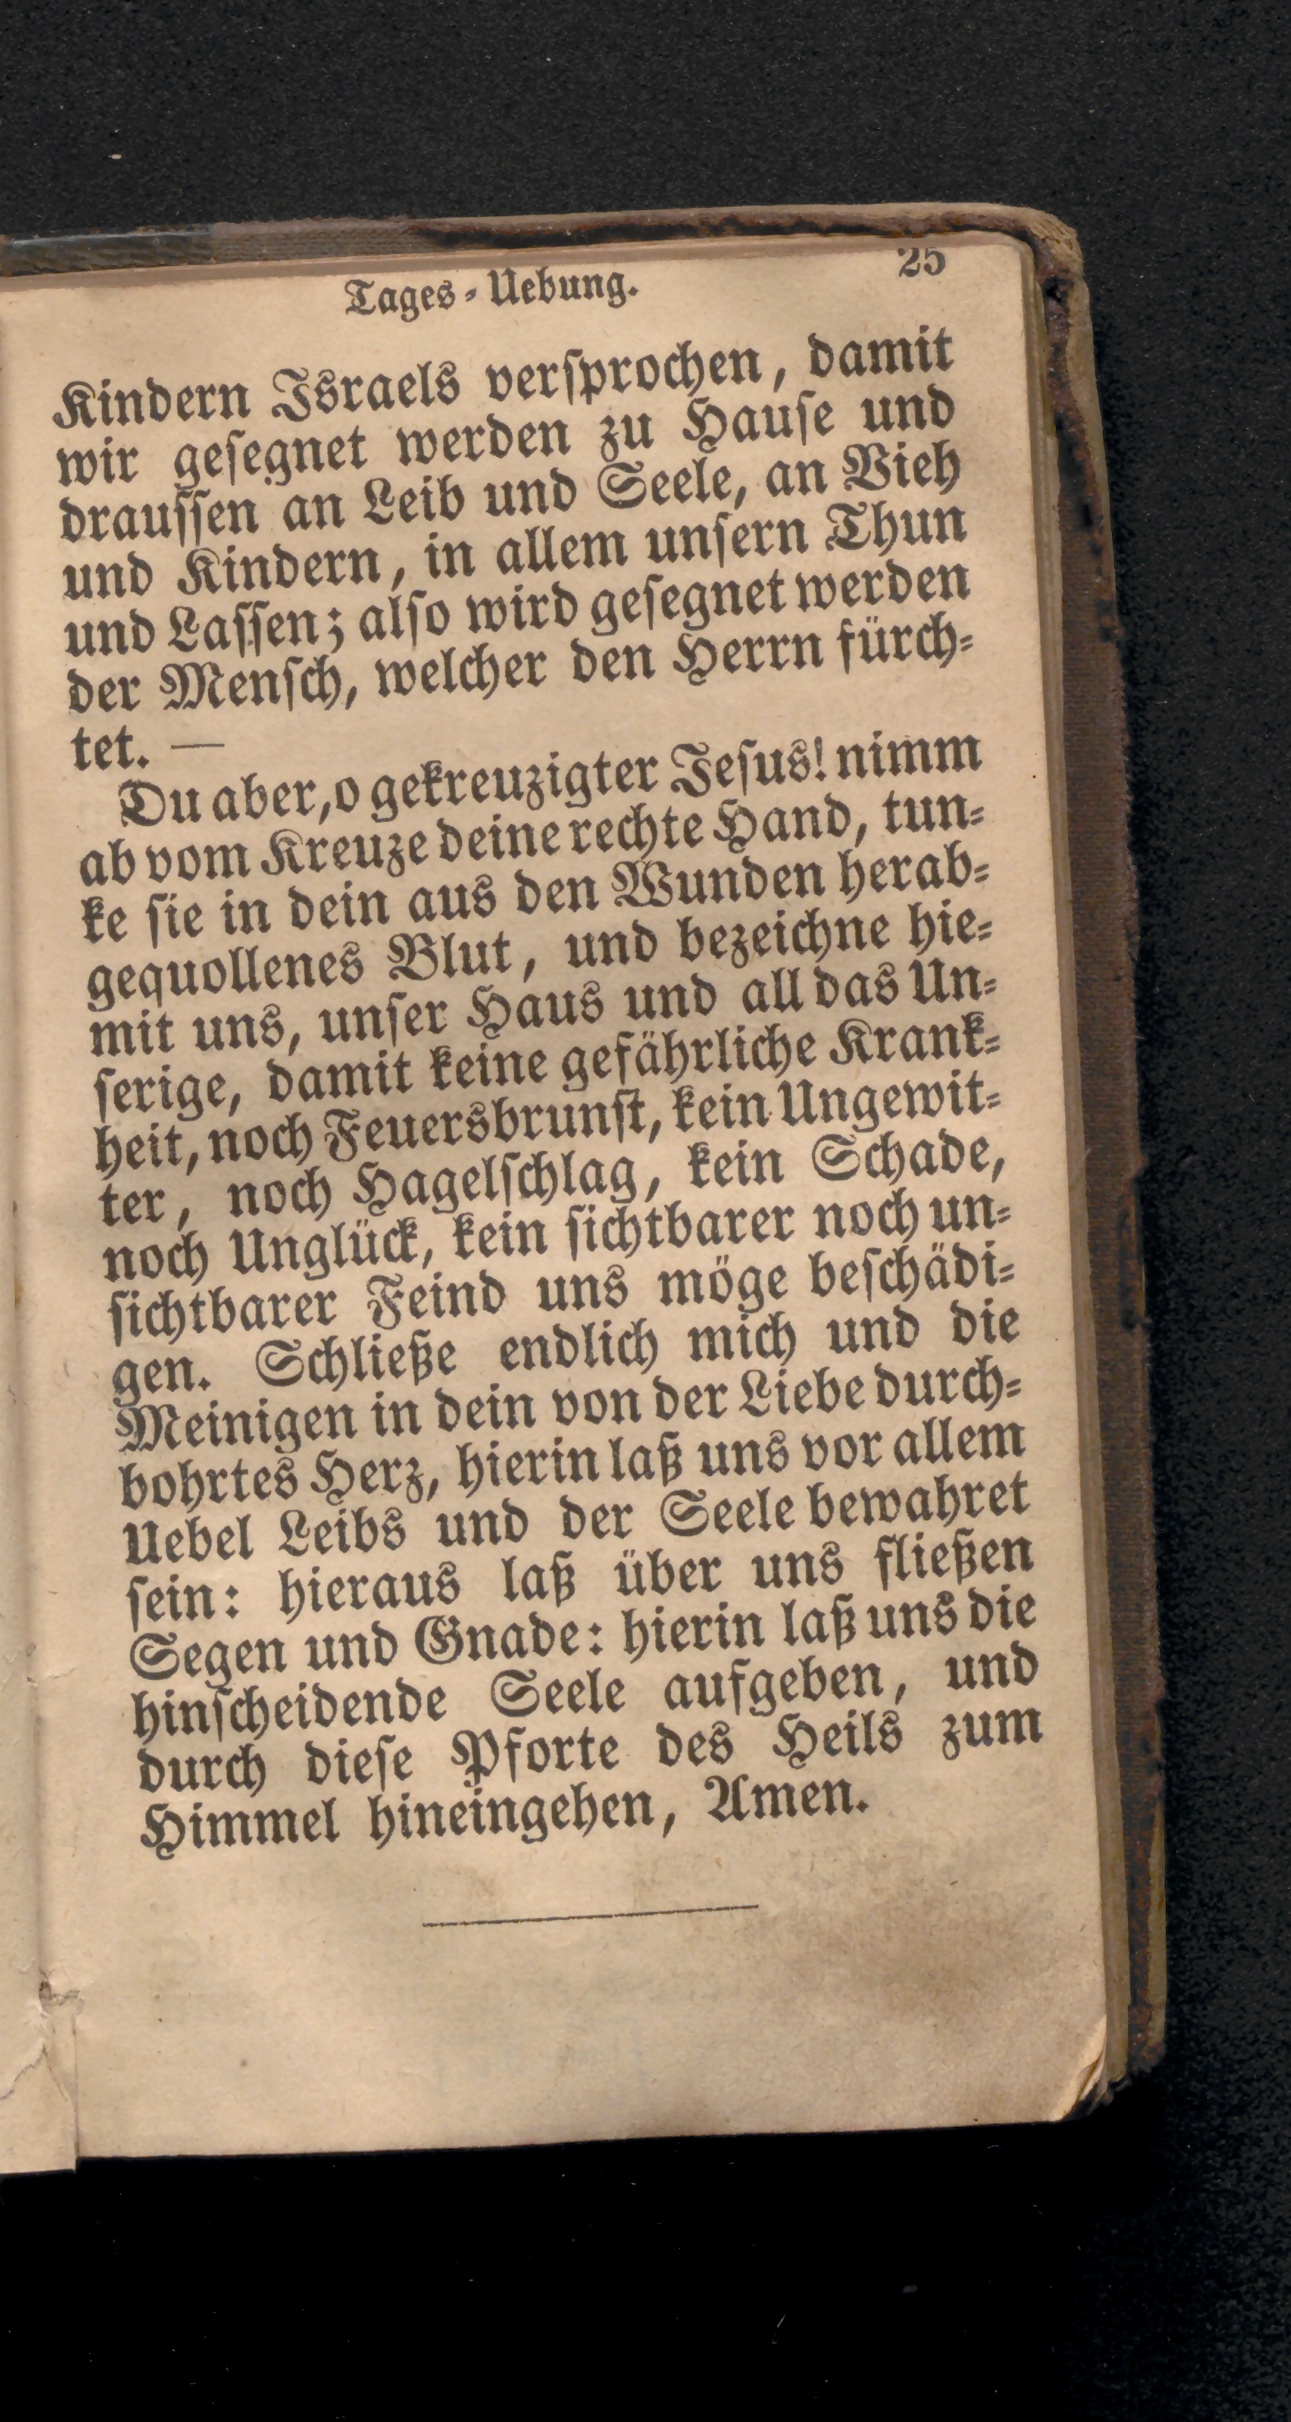 Tages-Uebung. 25
Kindern Israels versprochen, damit
wir gesegnet werden zu Hause und
draussen an Leib und Seele, an Vieh
und Kindern, in allem unsern Thun
und Lassen; also wird gesegnet werden
der Mensch, welcher den Herrn fürch-
tet. —
Du aber, o gekreuzigter Jesus! nimm
ab vom Kreuze deine rechte Hand, tun-
ke sie in dein aus den Wunden herab-
gequollenes Blut, und bezeichne hie-
mit uns, unser Haus und all das Un-
serige, damit keine gefährliche Krank-
heit, noch Feuersbrunst, kein Ungewit-
ter, noch Hagelschlag, kein Schade,
noch Unglück, kein sichtbarer noch un-
sichtbarer Feind uns möge beschädi-
gen. Schließe endlich mich und die
Meinigen in dein von der Liebe durch-
bohrtes Herz, hierin laß uns vor allem
Uebel Leibs und der Seele bewahret
sein: hieraus laß über uns fließen
Segen und Gnade: hierin laß uns die
hinscheidende Seele aufgeben, und
durch diese Pforte des Heils zum
Himmel hineingehen, Amen.